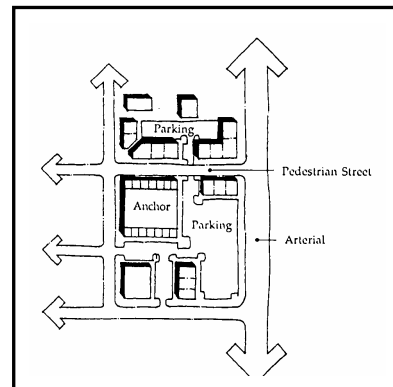 Parking
Pedestrian Street
Anchor
Parking
Arterial